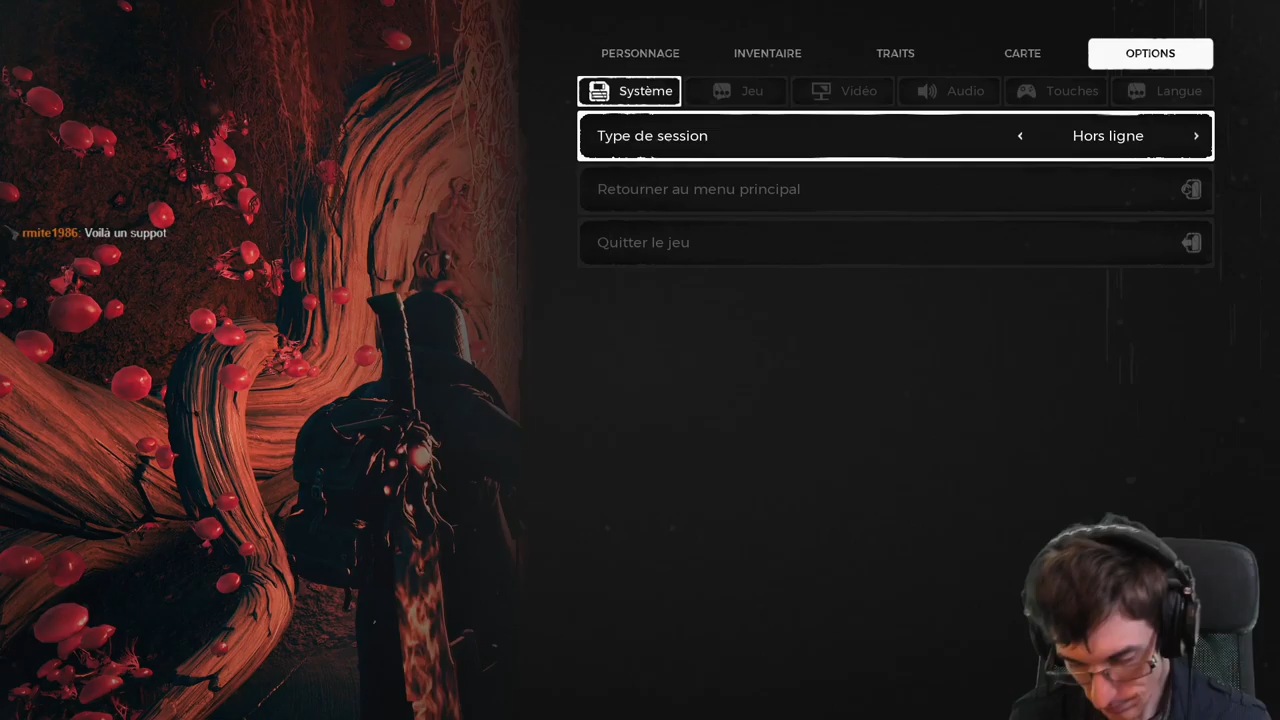 PERSONNAGE INVENTAIRE TRAITS CARTE OPTIONS
Système Jeu Vidéo Audio Touches Langue
Type de session Hors ligne
Retourner au menu principal
rmite1986: Voilà un suppot
Quitter le jeu